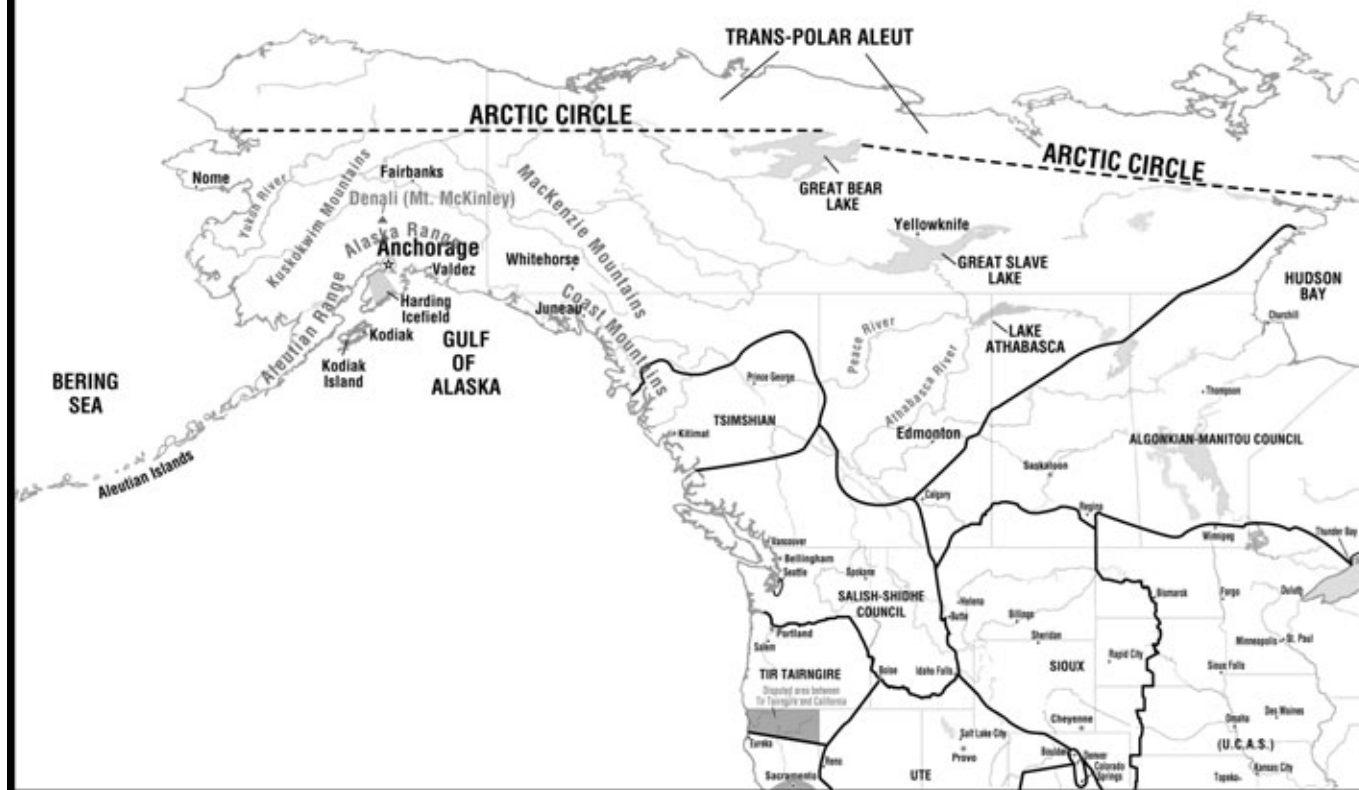 TRANS-POLAR ALEUT
ARCTIC CIRCLE
ARCTIC CIRCLE
Nome
Yukon River
Kuskokwim Mountains
Fairbanks
Denali (Mt. McKinley)
Alaska Range
Anchorage
Valdez
MacKenzie Mountains
GREAT BEAR
LAKE
Yellowknife
GREAT SLAVE
LAKE
Whitehorse
Juneau
Coast Mountains
HUDSON
BAY
Churchill
Harding
Icefield
Kodiak
Kodiak
Island
Aleutian Range
GULF
OF
ALASKA
BERING
SEA
Aleutian Islands
LAKE
ATHABASCA
Peace River
Athabasca River
Prince George
TSIMSHIAN
Kitimat
Edmonton
Thompson
ALGONKIAN-MANITOU COUNCIL
Saskatoon
Calgary
Regina
Winnipeg
Thunder Bay
Vancouver
Bellingham
Seattle
Spokane
SALISH-SHIDHE
COUNCIL
Helena
Butte
Billings
Sheridan
Bismark
Fargo
Duluth
Minneapolis
St. Paul
Portland
Salem
TIR TAIRNGIRE
Disputed area between
Tir Tairngire and California
Boise
Idaho Falls
SIOUX
Rapid City
Sioux Falls
Eureka
Reno
Sacramento
Salt Lake City
Provo
UTE
Cheyenne
Boulder
Denver
Colorado
Springs
Omaha
Des Moines
(U.C.A.S.)
Topeka
Kansas City